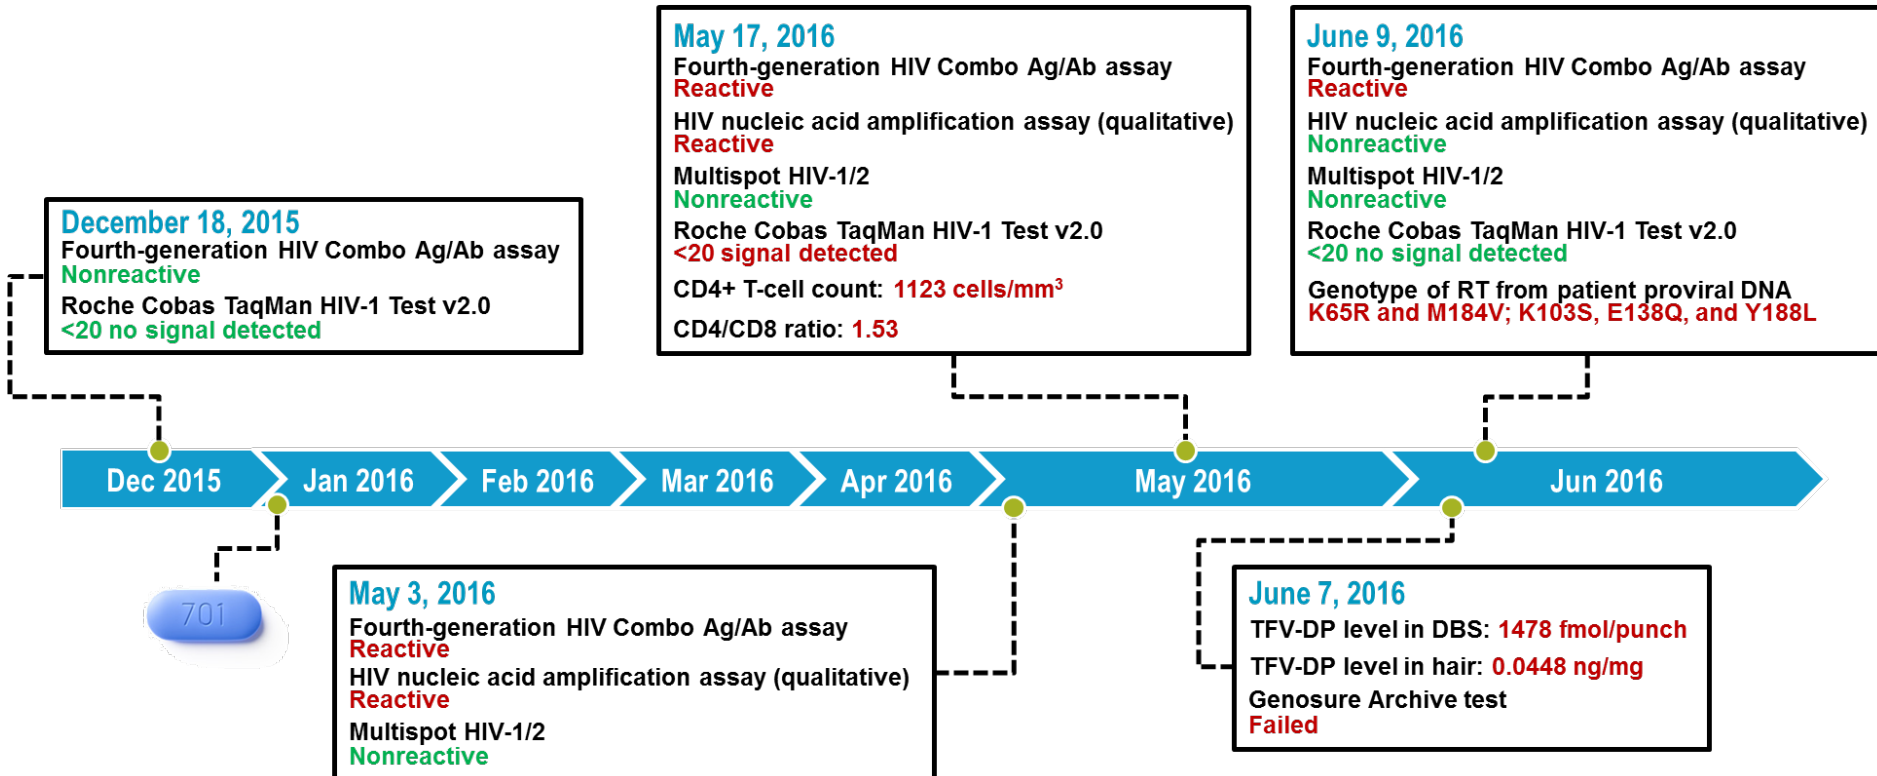 December 18, 2015
Fourth-generation HIV Combo Ag/Ab assay
Nonreactive
Roche Cobas TaqMan HIV-1 Test v2.0
<20 no signal detected
May 17, 2016
Fourth-generation HIV Combo Ag/Ab assay
Reactive
HIV nucleic acid amplification assay (qualitative)
Reactive
Multispot HIV-1/2
Nonreactive
Roche Cobas TaqMan HIV-1 Test v2.0
<20 signal detected
CD4+ T-cell count: 1123 cells/mm³
CD4/CD8 ratio: 1.53
June 9, 2016
Fourth-generation HIV Combo Ag/Ab assay
Reactive
HIV nucleic acid amplification assay (qualitative)
Nonreactive
Multispot HIV-1/2
Nonreactive
Roche Cobas TaqMan HIV-1 Test v2.0
<20 no signal detected
Genotype of RT from patient proviral DNA
K65R and M184V; K103S, E138Q, and Y188L
Dec 2015
Jan 2016
Feb 2016
Mar 2016
Apr 2016
May 2016
Jun 2016
701
May 3, 2016
Fourth-generation HIV Combo Ag/Ab assay
Reactive
HIV nucleic acid amplification assay (qualitative)
Reactive
Multispot HIV-1/2
Nonreactive
June 7, 2016
TFV-DP level in DBS: 1478 fmol/punch
TFV-DP level in hair: 0.0448 ng/mg
Genosure Archive test
Failed